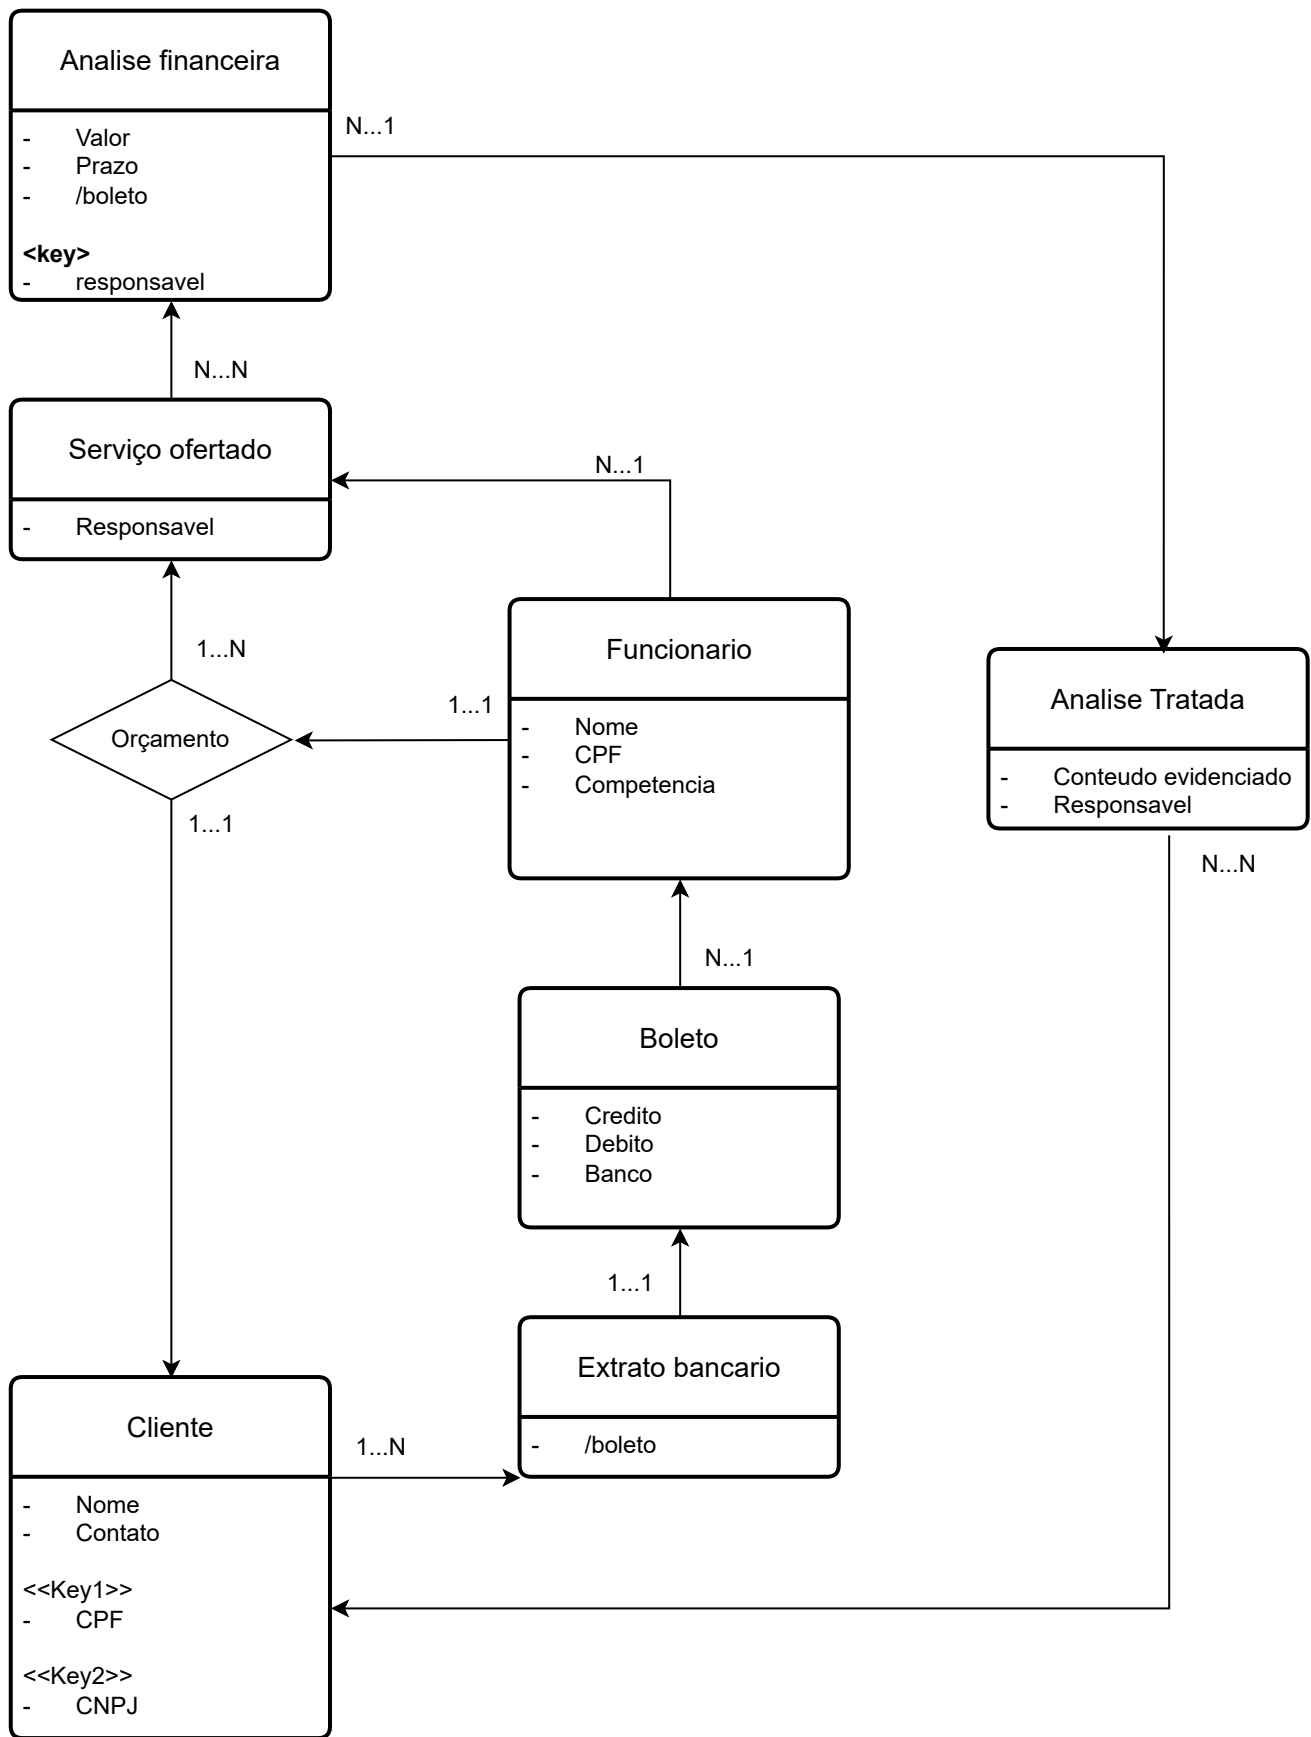 Analise financeira
- Valor
- Prazo
- /boleto
<key>
- responsavel
N...1
N...N
Serviço ofertado
- Responsavel
N...1
1...N
Orçamento
1...1
1...1
Funcionario
- Nome
- CPF
- Competencia
Analise Tratada
- Conteudo evidenciado
- Responsavel
N...N
N...1
Boleto
- Credito
- Debito
- Banco
1...1
Extrato bancario
- /boleto
Cliente
- Nome
- Contato
<<Key1>>
- CPF
<<Key2>>
- CNPJ
1...N